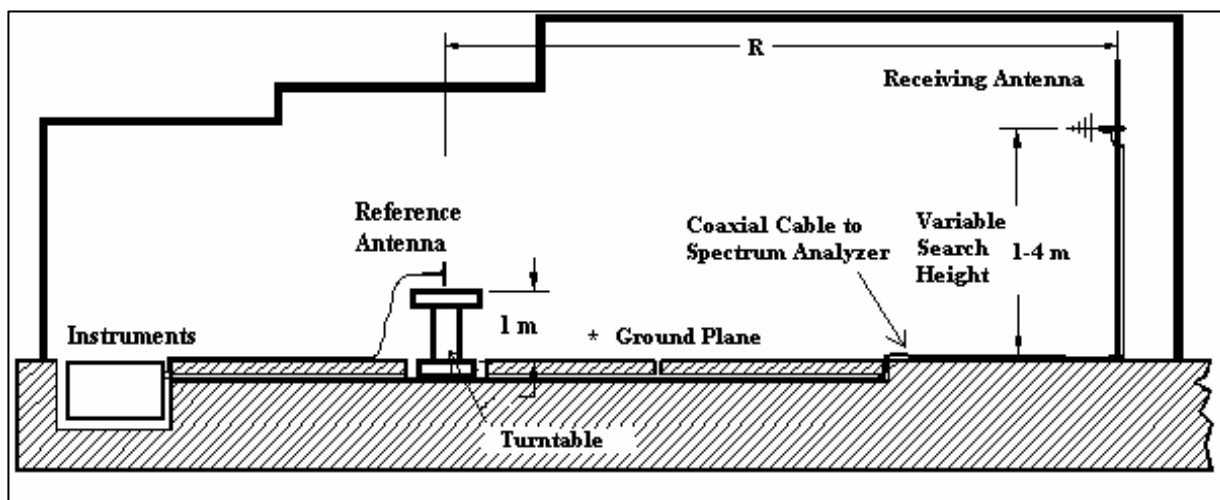 R
Receiving Antenna
Reference
Antenna
Coaxial Cable to
Spectrum Analyzer
Variable
Search
Height
1-4 m
1 m
Instruments
* Ground Plane
Turntable